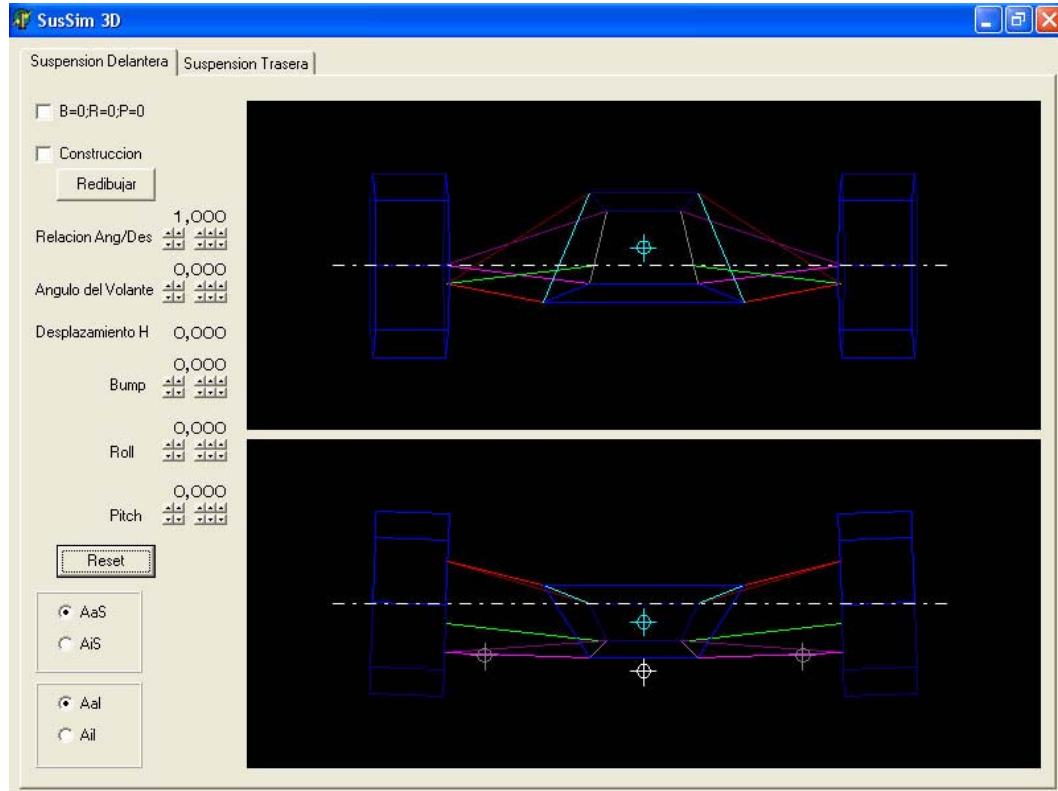 SusSim 3D
Suspension Delantera
Suspension Trasera
B=0;R=0;P=0
Construccion
Redibujar
1,000
Relacion Ang/Des
0,000
Angulo del Volante
Desplazamiento H 0,000
0,000
Bump
0,000
Roll
0,000
Pitch
Reset
AaS
AiS
AaI
AiI